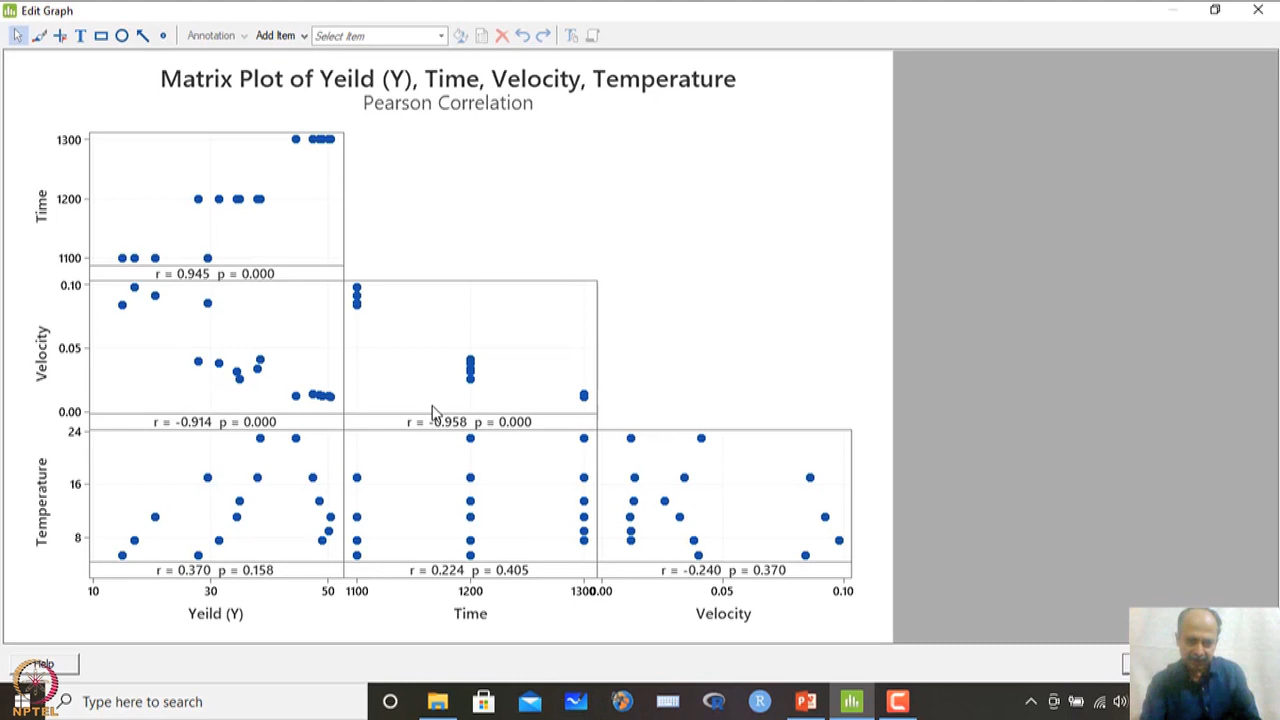 Edit Graph
Annotation Add Item Select Item
Matrix Plot of Yeild (Y), Time, Velocity, Temperature
Pearson Correlation
1300
1200
1100
Time
r = 0.945 p = 0.000
0.10
0.05
0.00
Velocity
r = -0.914 p = 0.000 r = -0.958 p = 0.000
24
16
8
Temperature
r = 0.370 p = 0.158 r = 0.224 p = 0.405 r = -0.240 p = 0.370
10 30 50 1100 1200 1300 0.00 0.05 0.10
Yeild (Y) Time Velocity
Help
Type here to search
NPTEL